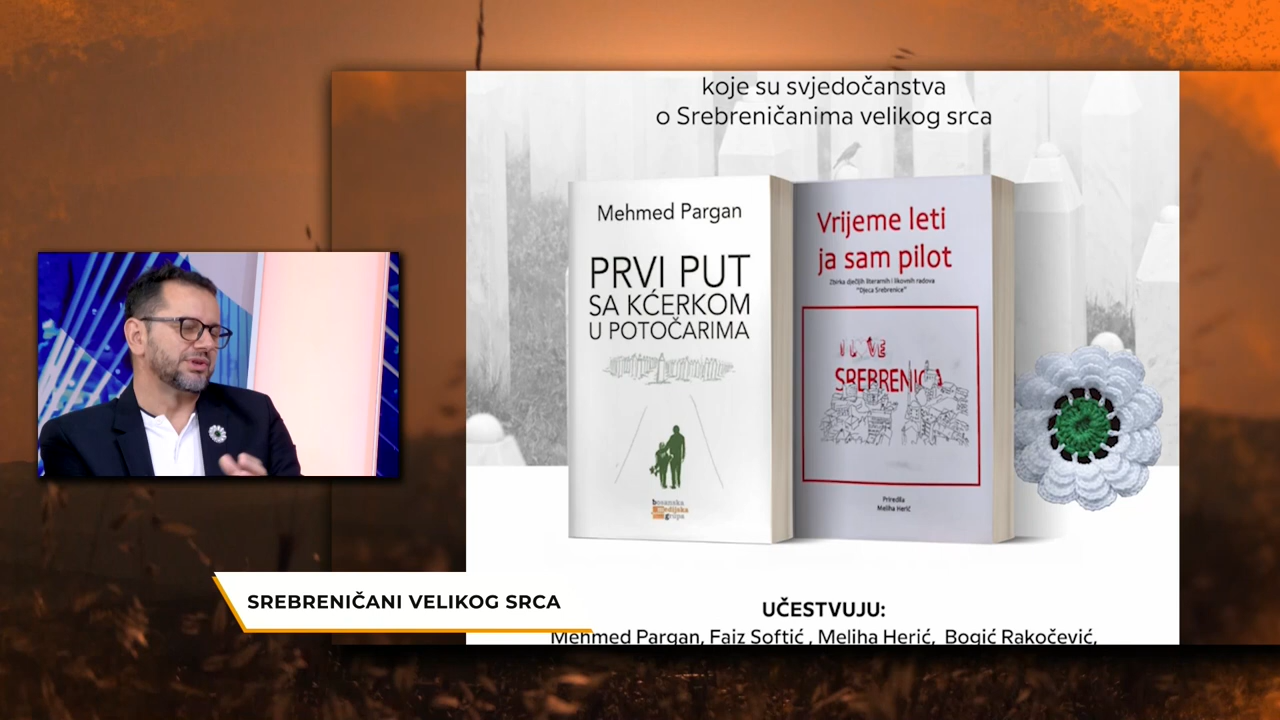 koje su svjedočanstva
o Srebreničanima velikog srca
Mehmed Pargan
PRVI PUT
SA KĆERKOM
U POTOČARIMA
bosanska
medijska
grupa
Vrijeme leti
ja sam pilot
Zbirka dječijih literarnih i likovnih radova
"Djeca Srebrenice"
I LOVE
SREBRENICA
Priredila
Meliha Herić
SREBRENIČANI VELIKOG SRCA
UČESTVUJU:
Mehmed Pargan, Faiz Softić , Meliha Herić, Bogić Rakočević,